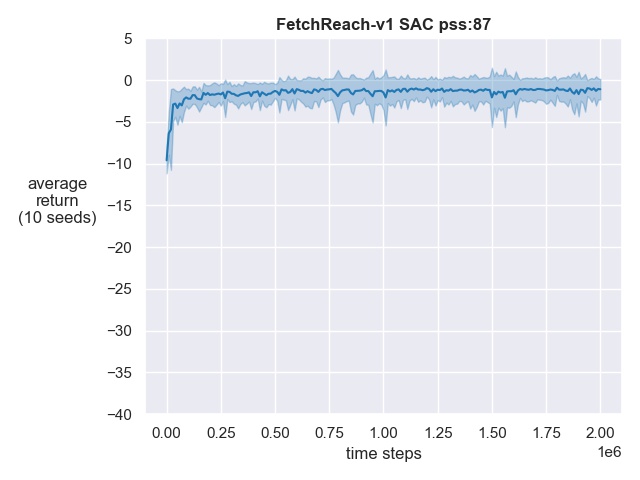 FetchReach-v1 SAC pss:87
5
0
−5
−10
−15
−20
−25
−30
−35
−40
average
return
(10 seeds)
0.00 0.25 0.50 0.75 1.00 1.25 1.50 1.75 2.00
time steps
1e6